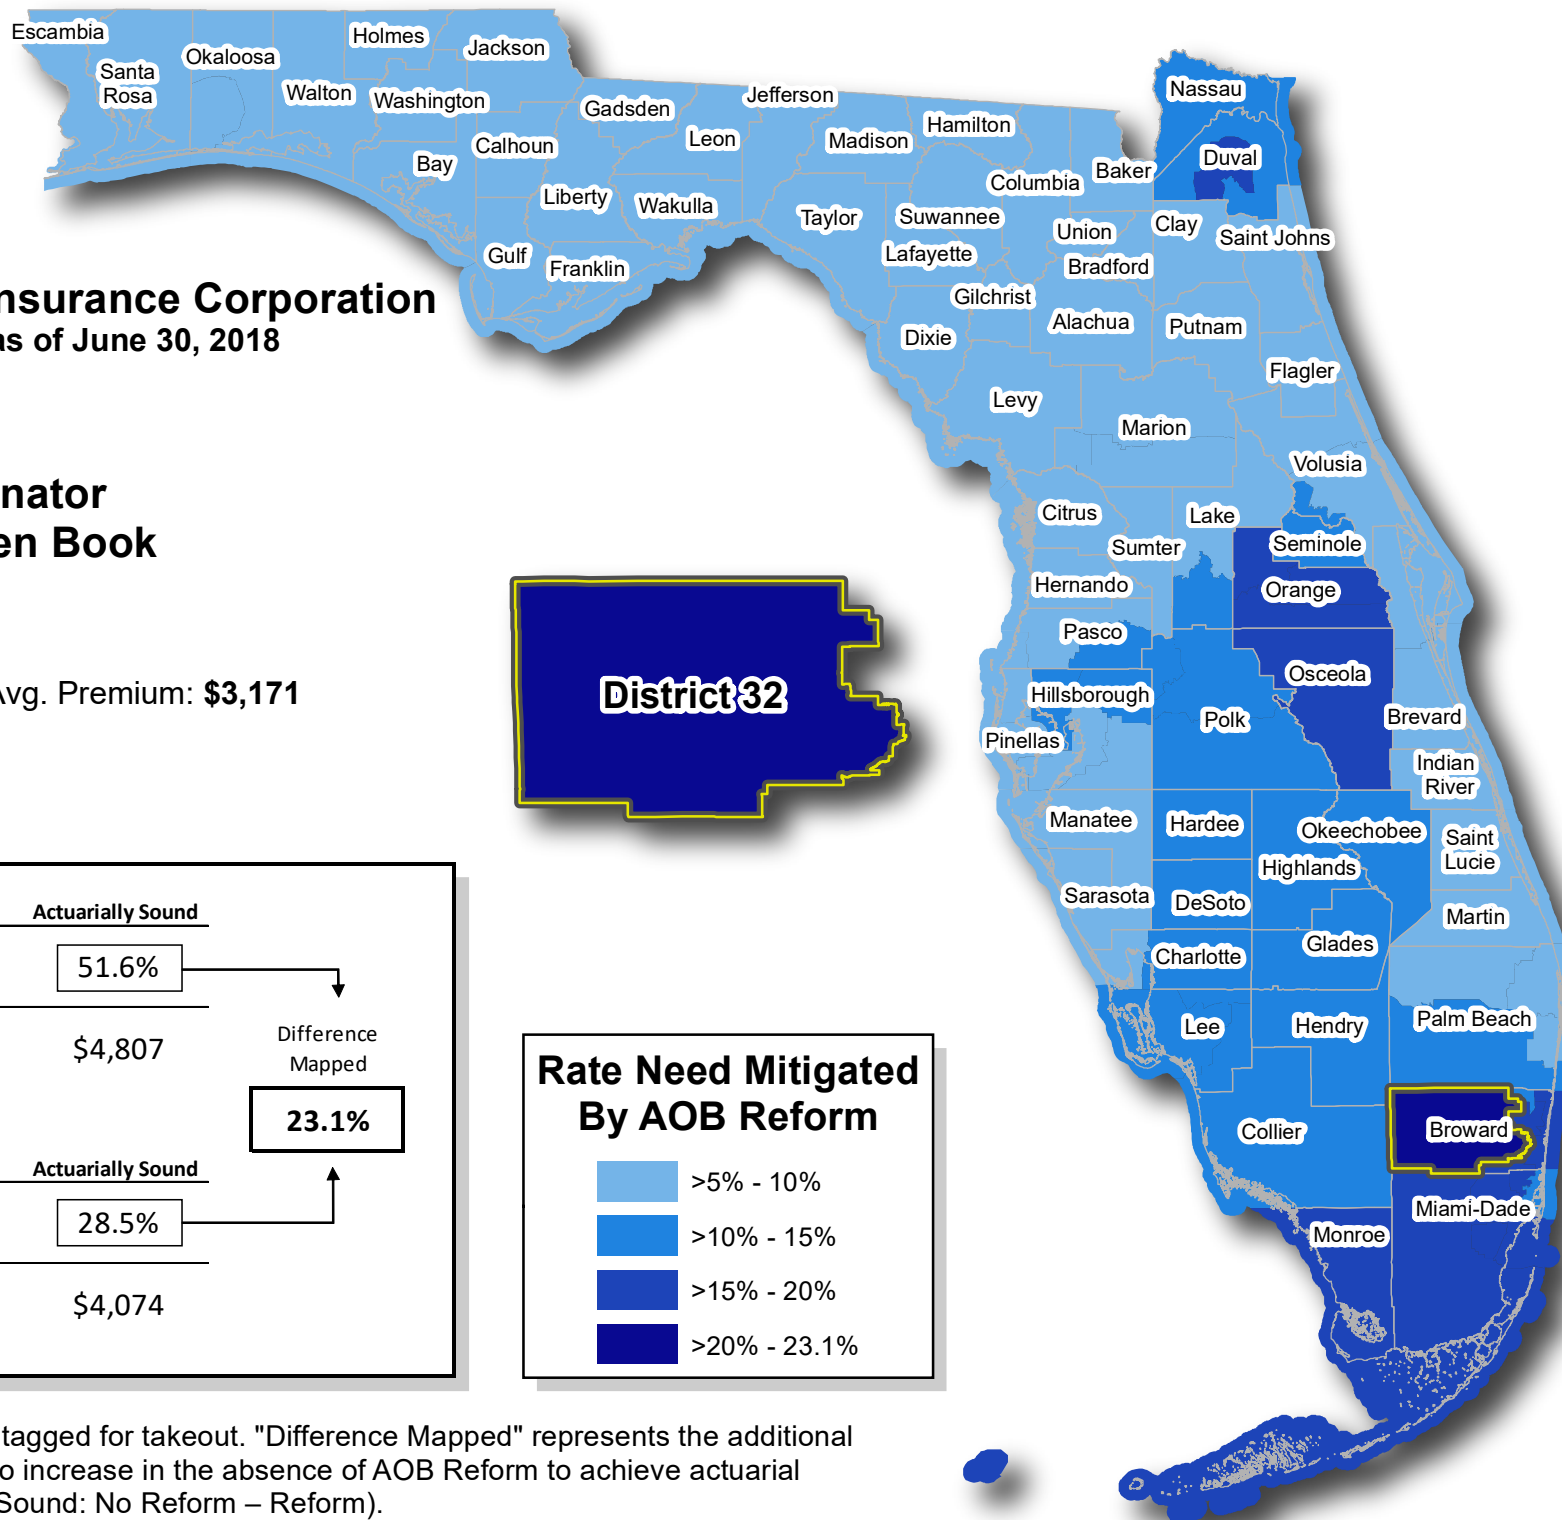 Escambia
Santa
Rosa
Okaloosa
Walton
Holmes
Washington
Jackson
Bay
Calhoun
Gulf
Gadsden
Liberty
Franklin
Leon
Wakulla
Jefferson
Madison
Taylor
Hamilton
Suwannee
Lafayette
Columbia
Baker
Nassau
Duval
Union
Bradford
Clay
Saint Johns
Gilchrist
Dixie
Alachua
Putnam
Flagler
Levy
Marion
Volusia
Citrus
Sumter
Lake
Seminole
Hernando
Orange
Pasco
Osceola
Hillsborough
Pinellas
Polk
Brevard
Indian
River
Manatee
Hardee
Okeechobee
Highlands
Saint
Lucie
Sarasota
DeSoto
Martin
Charlotte
Glades
Lee
Hendry
Palm Beach
Collier
Broward
Miami-Dade
Monroe
nsurance Corporation
as of June 30, 2018
nator
en Book
Avg. Premium: $3,171
District 32
Actuarially Sound
51.6%
$4,807
Difference
Mapped
23.1%
Actuarially Sound
28.5%
$4,074
Rate Need Mitigated
By AOB Reform
>5% - 10%
>10% - 15%
>15% - 20%
>20% - 23.1%
tagged for takeout. "Difference Mapped" represents the additional
o increase in the absence of AOB Reform to achieve actuarial
Sound: No Reform – Reform).